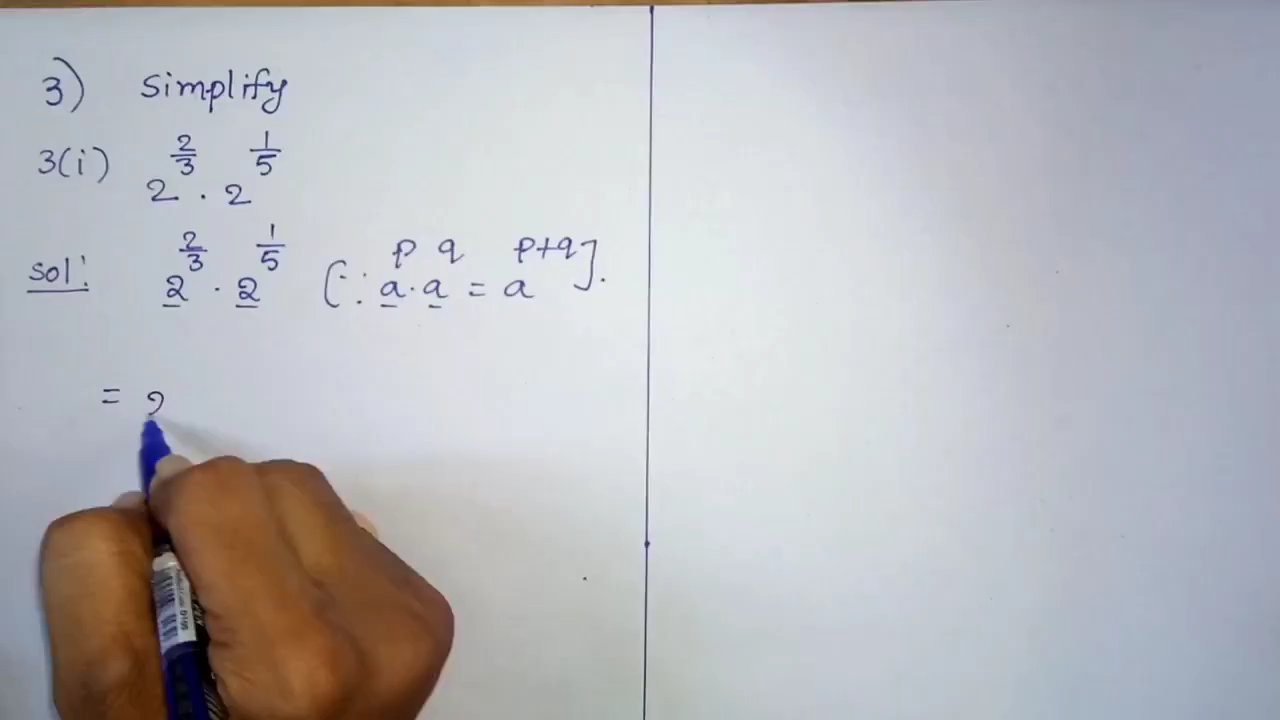 3) Simplify
3(i) 2^(2/3) . 2^(1/5)
Sol: 2^(2/3) . 2^(1/5) [∵ a^p . a^q = a^(p+q)].
= 2